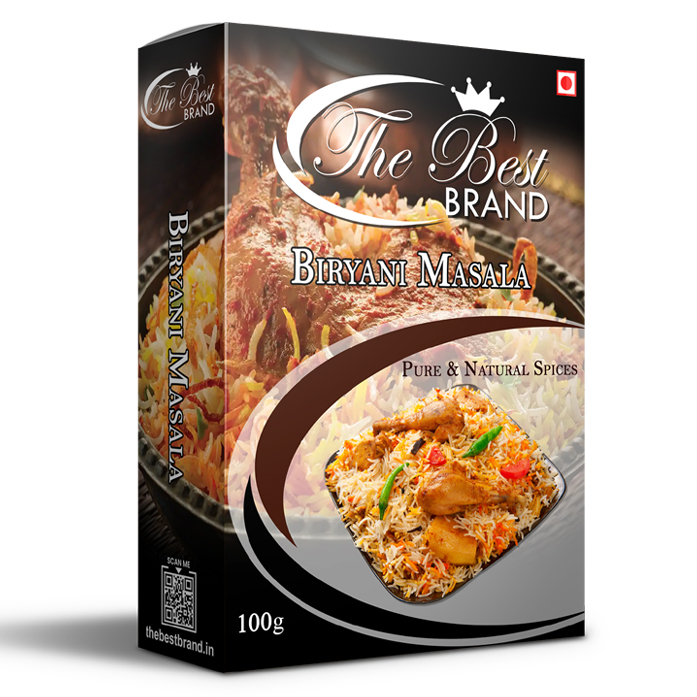 The Best
BRAND
BIRYANI MASALA
PURE & NATURAL SPICES
100g
The Best
BRAND
BIRYANI MASALA
SCAN ME
thebestbrand.in